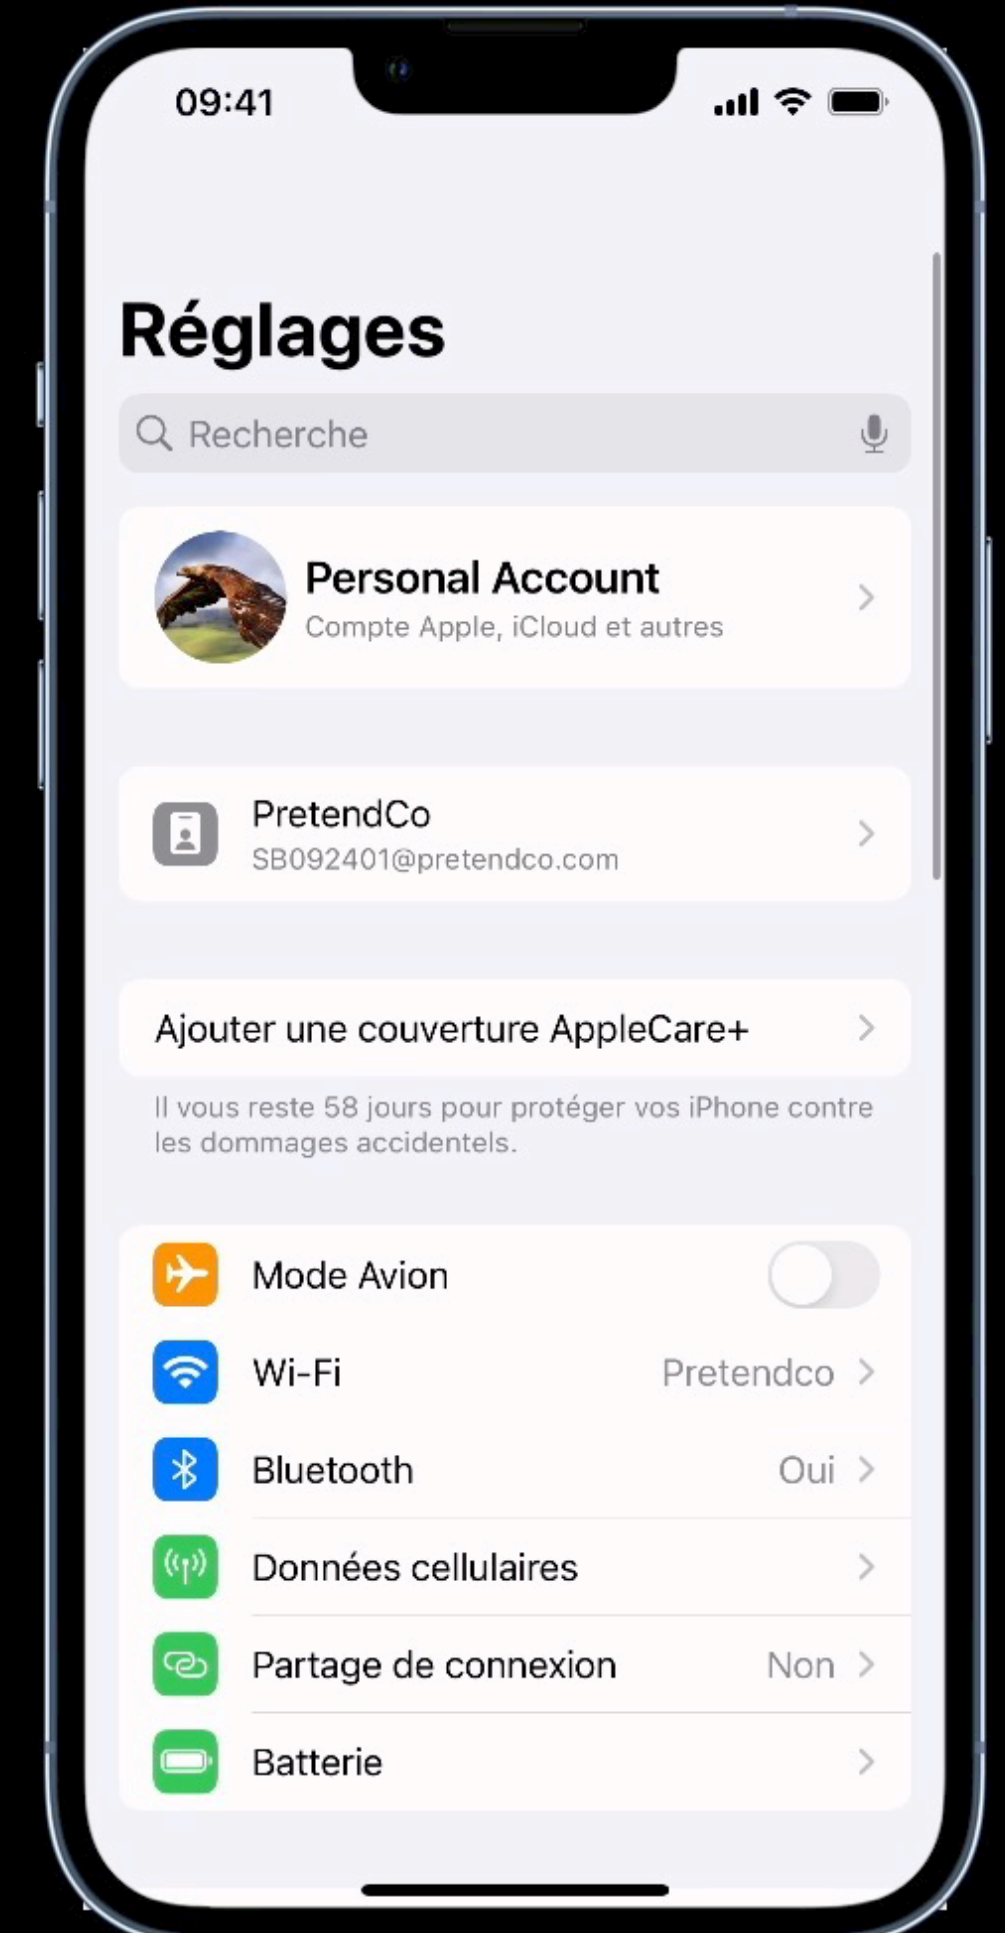 09:41
Réglages
Recherche
Personal Account
Compte Apple, iCloud et autres
PretendCo
SB092401@pretendco.com
Ajouter une couverture AppleCare+
Il vous reste 58 jours pour protéger vos iPhone contre
les dommages accidentels.
Mode Avion
Wi-Fi Pretendco
Bluetooth Oui
Données cellulaires
Partage de connexion Non
Batterie